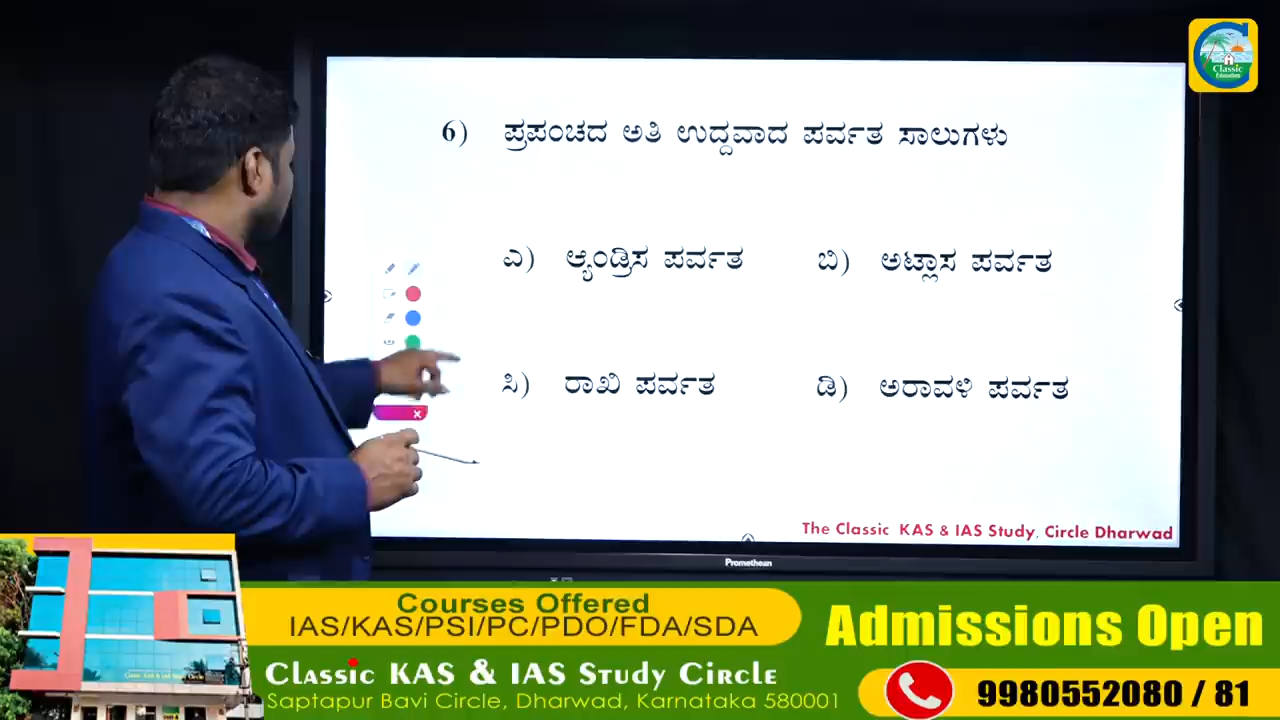 Classic
Education
6) ಪ್ರಪಂಚದ ಅತಿ ಉದ್ದವಾದ ಪರ್ವತ ಸಾಲುಗಳು
ಎ) ಆ್ಯಂಡ್ರಿಸ ಪರ್ವತ ಬಿ) ಅಟ್ಲಾಸ ಪರ್ವತ
ಸಿ) ರಾಖಿ ಪರ್ವತ ಡಿ) ಅರಾವಳಿ ಪರ್ವತ
The Classic KAS & IAS Study, Circle Dharwad
Promethean
Courses Offered
IAS/KAS/PSI/PC/PDO/FDA/SDA
Classic KAS & IAS Study Circle
Saptapur Bavi Circle, Dharwad, Karnataka 580001
Admissions Open
9980552080 / 81